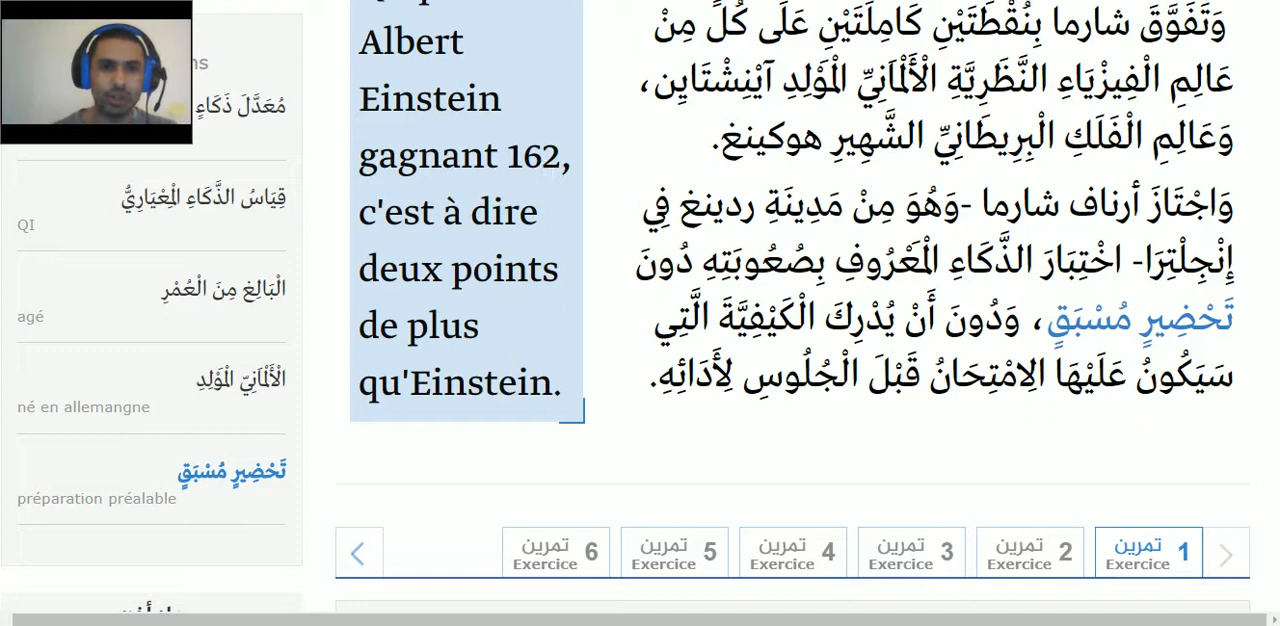 ns
مُعَدَّلَ ذَكَاءٍ
قِيَاسُ الذَّكَاءِ الْمِعْيَارِيُّ
QI
الْبَالِغ مِنَ الْعُمْرِ
agé
الْأَلْمَانِيّ الْمَوْلِدِ
né en allemangne
تَحْضِيرٍ مُسْبَقٍ
préparation préalable
Albert
Einstein
gagnant 162,
c'est à dire
deux points
de plus
qu'Einstein.
وَتَفَوَّقَ شارما بِنُقْطَتَيْنِ كَامِلَتَيْنِ عَلَى كُلٍّ مِنْ
عَالِمِ الْفِيزْيَاءِ النَّظَرِيَّةِ الْأَلْمَانِيِّ الْمَوْلِدِ آيْنِشْتَايِن،
وَعَالِمِ الْفَلَكِ الْبِرِيطَانِيِّ الشَّهِيرِ هوكينغ.
وَاجْتَازَ أرناف شارما -وَهُوَ مِنْ مَدِينَةِ ردينغ فِي
إِنْجِلْتِرَا- اخْتِبَارَ الذَّكَاءِ الْمَعْرُوفِ بِصُعُوبَتِهِ دُونَ
تَحْضِيرٍ مُسْبَقٍ، وَدُونَ أَنْ يُدْرِكَ الْكَيْفِيَّةَ الَّتِي
سَيَكُونُ عَلَيْهَا الِامْتِحَانُ قَبْلَ الْجُلُوسِ لِأَدَائِهِ.
1 تمرين Exercice
2 تمرين Exercice
3 تمرين Exercice
4 تمرين Exercice
5 تمرين Exercice
6 تمرين Exercice